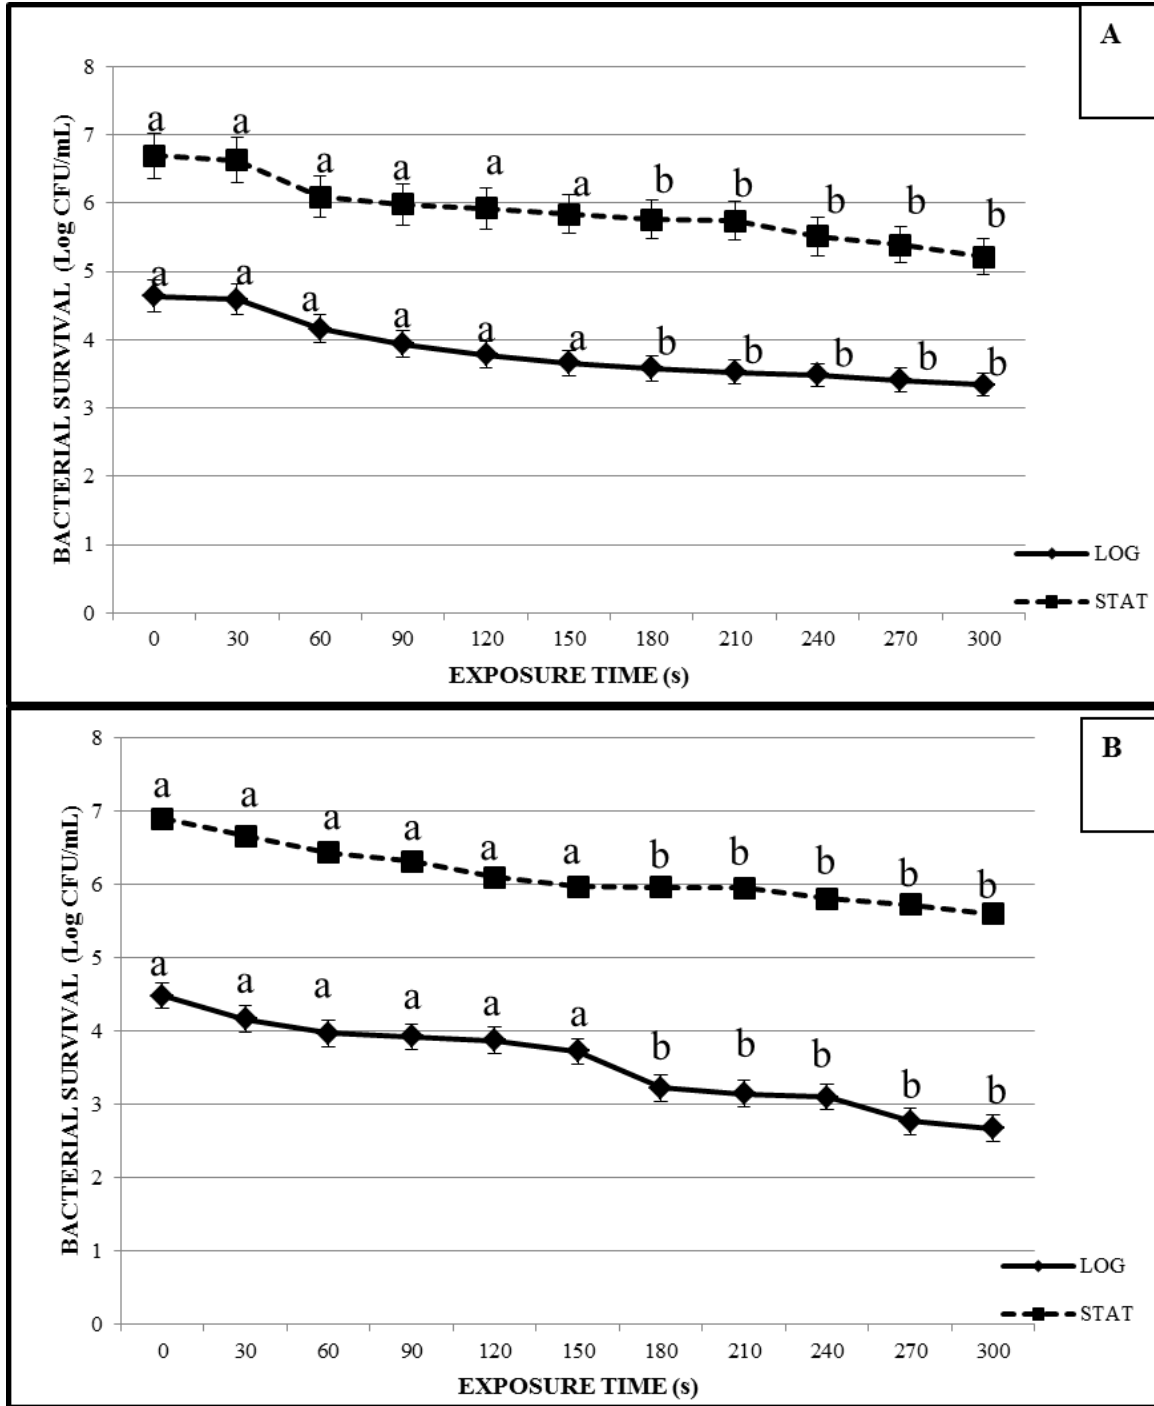 A
8
7
6
5
4
3
2
1
0
BACTERIAL SURVIVAL (Log CFU/mL)
a a a a a a b b b b b
a a a a a a b b b b b
LOG
STAT
0 30 60 90 120 150 180 210 240 270 300
EXPOSURE TIME (s)
B
8
7
6
5
4
3
2
1
0
BACTERIAL SURVIVAL (Log CFU/mL)
a a a a a a b b b b b
a a a a a a b b b b b
LOG
STAT
0 30 60 90 120 150 180 210 240 270 300
EXPOSURE TIME (s)